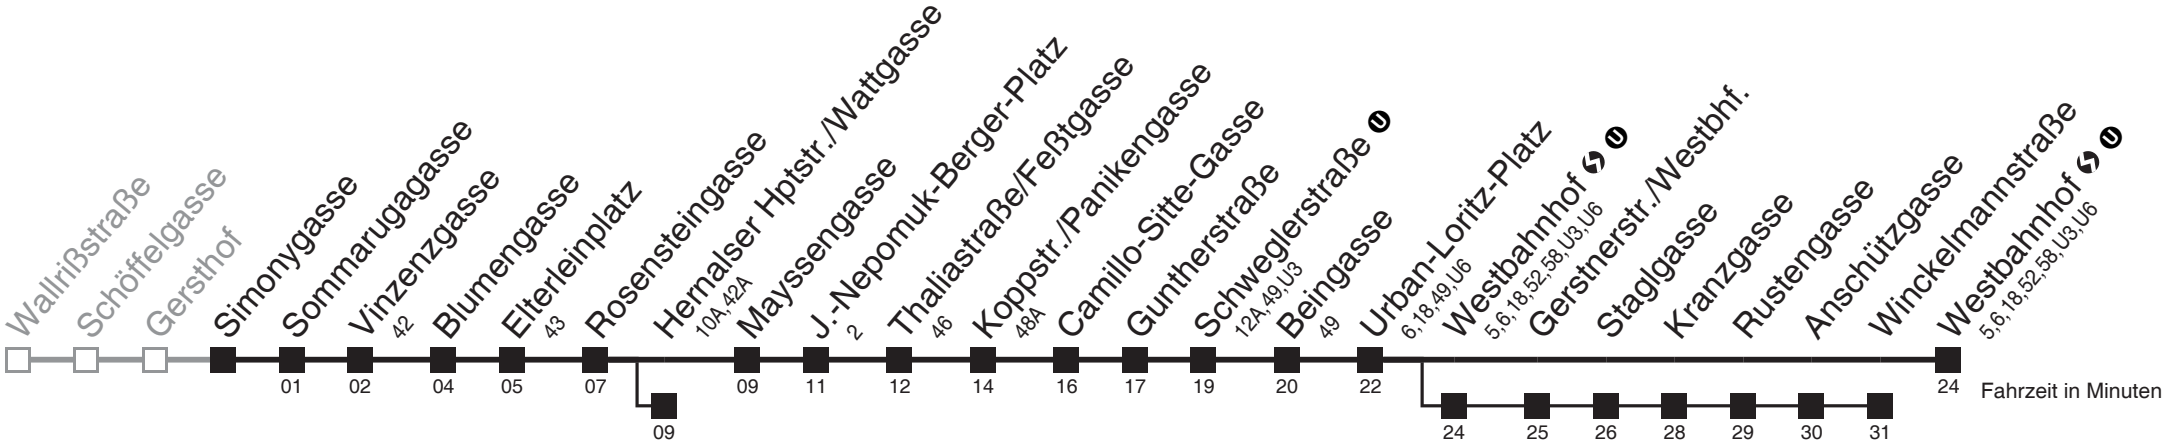 Wallrißstraße
Schöffelgasse
Gersthof
Simonygasse
Sommarugagasse
Vinzenzgasse
42
Blumengasse
Elterleinplatz
43
Rosensteingasse
Hernalser Hptstr./Wattgasse
10A, 42A
Mayssengasse
J.-Nepomuk-Berger-Platz
2
Thaliastraße/Feßtgasse
46
Koppstr./Panikengasse
48A
Camillo-Sitte-Gasse
Guntherstraße
Schweglerstraße U
12A, 49, U3
Beingasse
49
Urban-Loritz-Platz
6, 18, 49, U6
Westbahnhof U
5, 6, 18, 52, 58, U3, U6
Gerstnerstr./Westbhf.
Staglgasse
Kranzgasse
Rustengasse
Anschützgasse
Winckelmannstraße
Westbahnhof U
5, 6, 18, 52, 58, U3, U6
01 02 04 05 07 09 11 12 14 16 17 19 20 22 24
Fahrzeit in Minuten
09 24 25 26 28 29 30 31